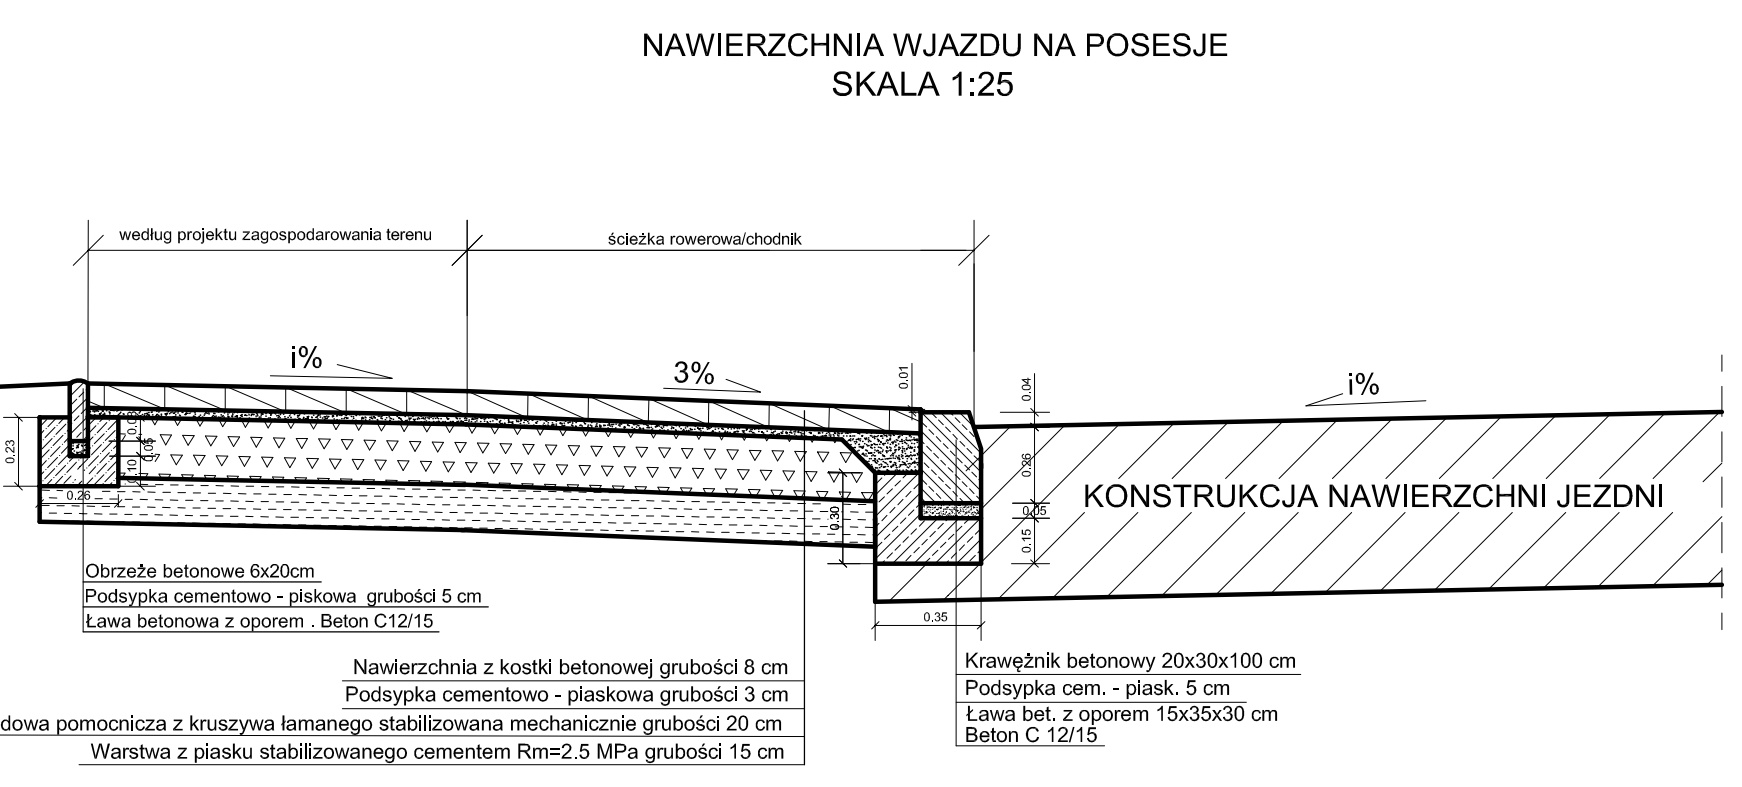 NAWIERZCHNIA WJAZDU NA POSESJE
SKALA 1:25
według projektu zagospodarowania terenu
ścieżka rowerowa/chodnik
i%
3%
i%
0.01
0.04
0.23
0.05
0.10
0.26
0.26
0.30
0.05
0.15
0.35
KONSTRUKCJA NAWIERZCHNI JEZDNI
Obrzeże betonowe 6x20cm
Podsypka cementowo - piskowa grubości 5 cm
Ława betonowa z oporem . Beton C12/15
Nawierzchnia z kostki betonowej grubości 8 cm
Podsypka cementowo - piaskowa grubości 3 cm
dowa pomocnicza z kruszywa łamanego stabilizowana mechanicznie grubości 20 cm
Warstwa z piasku stabilizowanego cementem Rm=2.5 MPa grubości 15 cm
Krawężnik betonowy 20x30x100 cm
Podsypka cem. - piask. 5 cm
Ława bet. z oporem 15x35x30 cm
Beton C 12/15